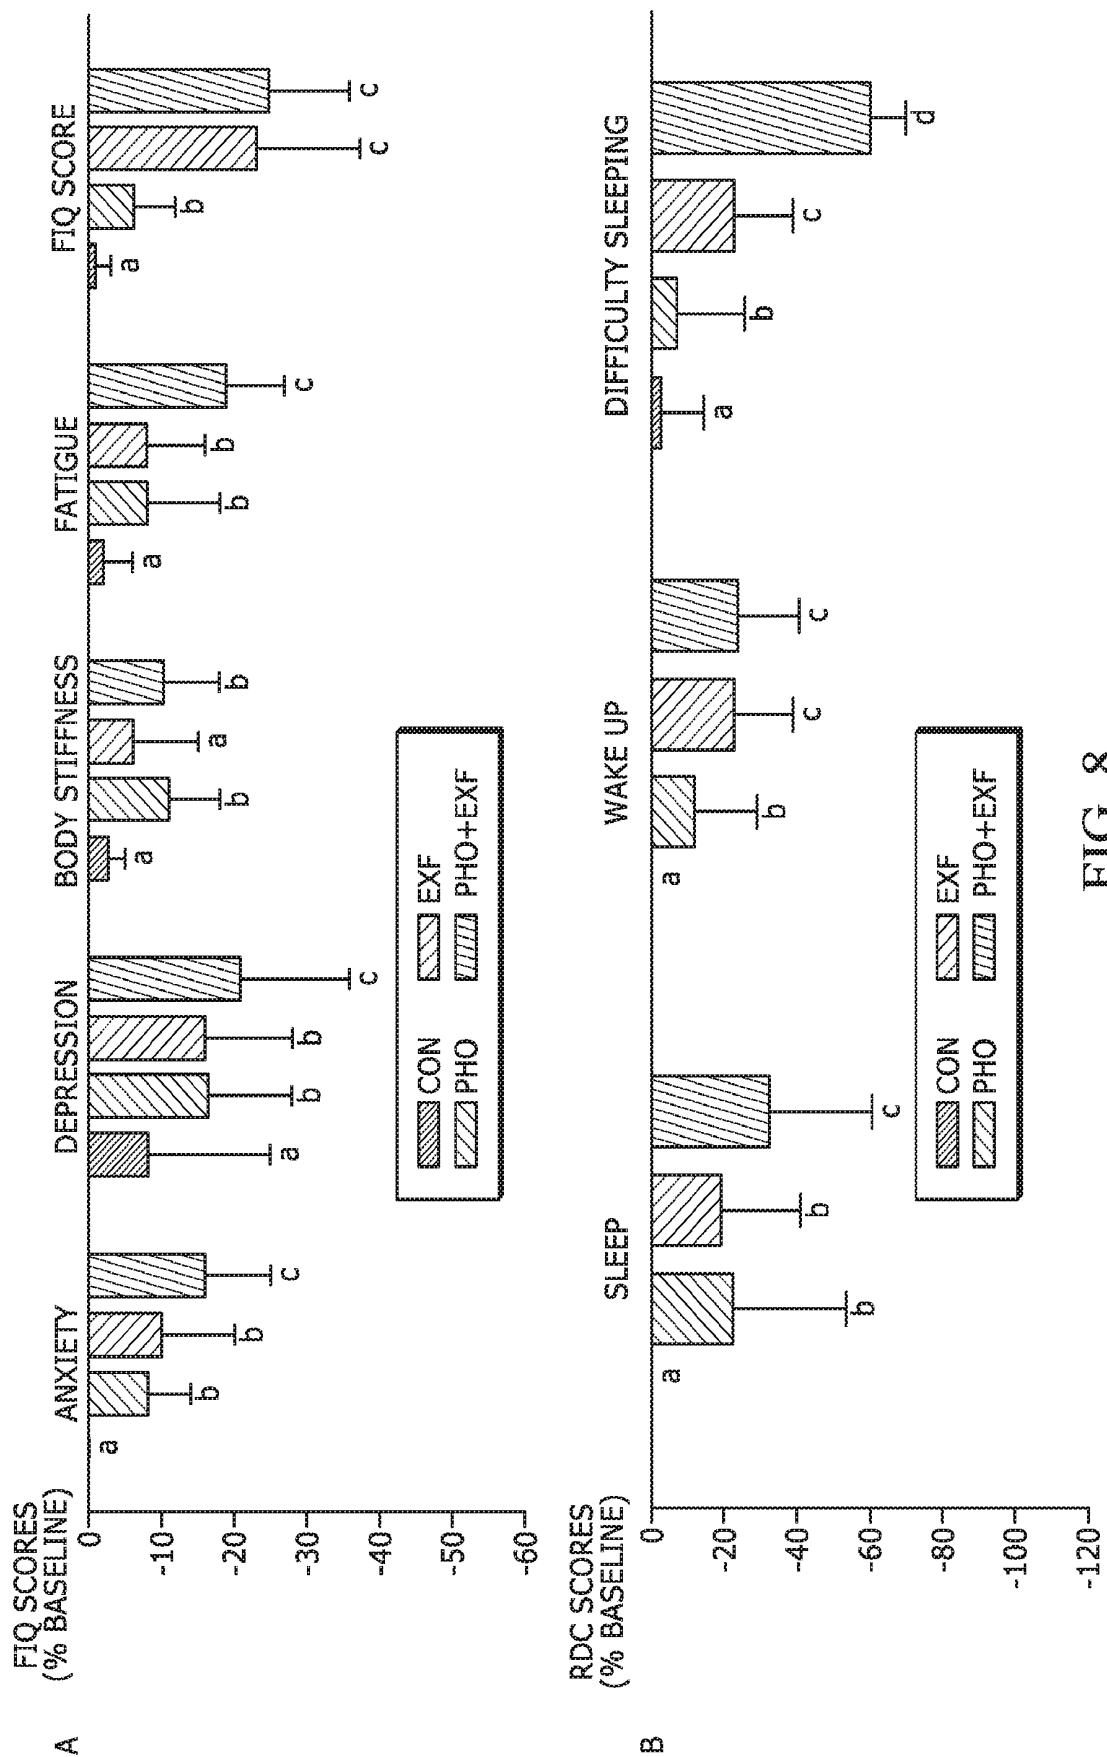 A
FIQ SCORES
(% BASELINE)
ANXIETY
DEPRESSION
BODY STIFFNESS
FATIGUE
FIQ SCORE
0
-10
-20
-30
-40
-50
-60
a
b
b
c
a
b
b
c
a
b
a
b
a
b
b
c
a
b
c
c
CON
EXF
PHO
PHO+EXF
B
RDC SCORES
(% BASELINE)
SLEEP
WAKE UP
DIFFICULTY SLEEPING
0
-20
-40
-60
-80
-100
-120
a
b
b
c
a
b
c
c
a
b
c
d
CON
EXF
PHO
PHO+EXF
FIG. 8